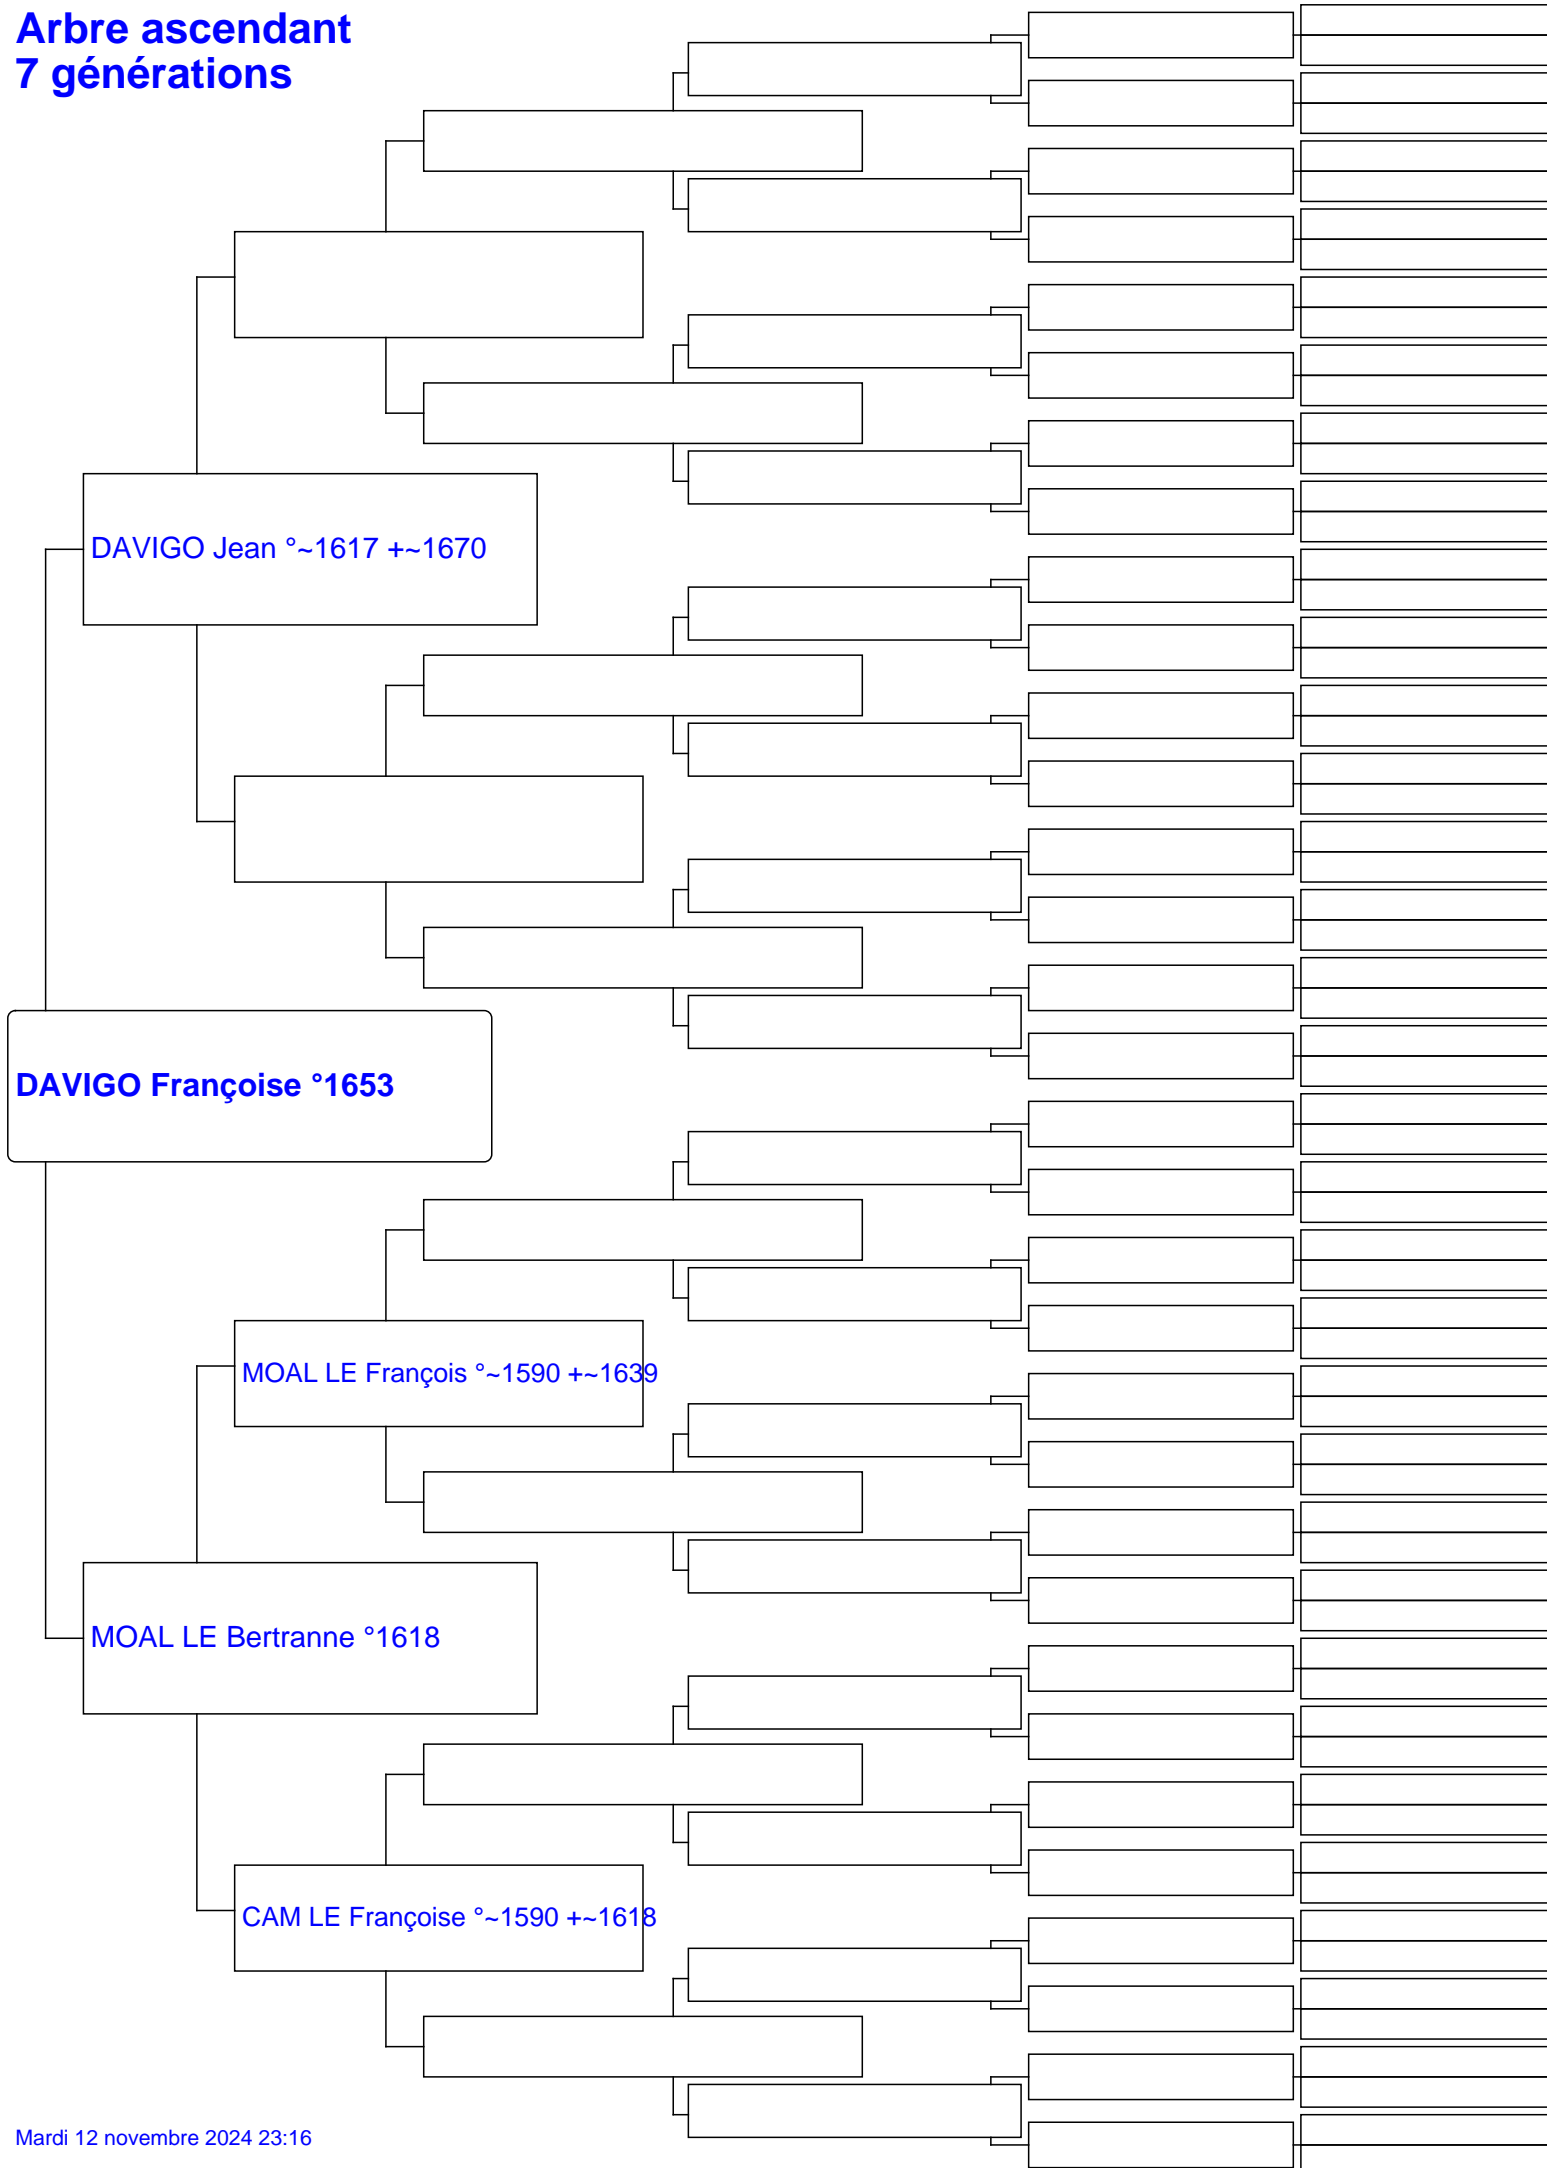 Arbre ascendant
7 générations
DAVIGO Jean °~1617 +~1670
DAVIGO Françoise °1653
MOAL LE François °~1590 +~1639
MOAL LE Bertranne °1618
CAM LE Françoise °~1590 +~1618
Mardi 12 novembre 2024 23:16